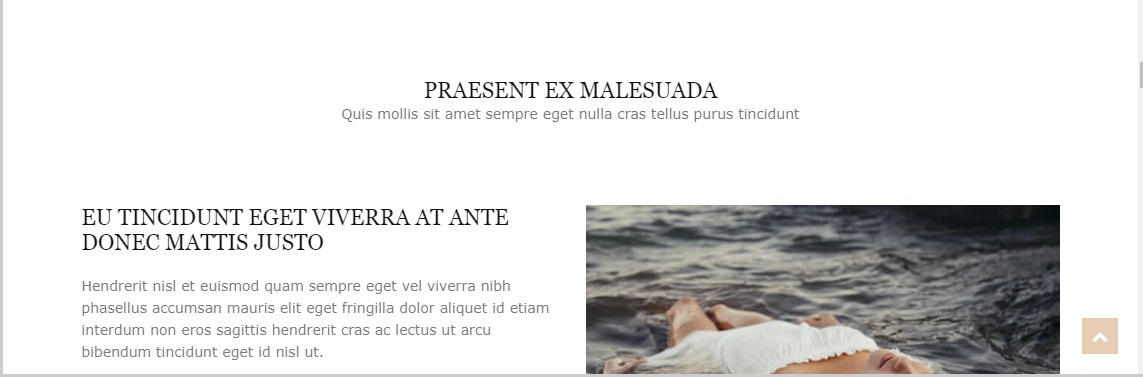 PRAESENT EX MALESUADA
Quis mollis sit amet sempre eget nulla cras tellus purus tincidunt
EU TINCIDUNT EGET VIVERRA AT ANTE
DONEC MATTIS JUSTO
Hendrerit nisl et euismod quam sempre eget vel viverra nibh
phasellus accumsan mauris elit eget fringilla dolor aliquet id etiam
interdum non eros sagittis hendrerit cras ac lectus ut arcu
bibendum tincidunt eget id nisl ut.